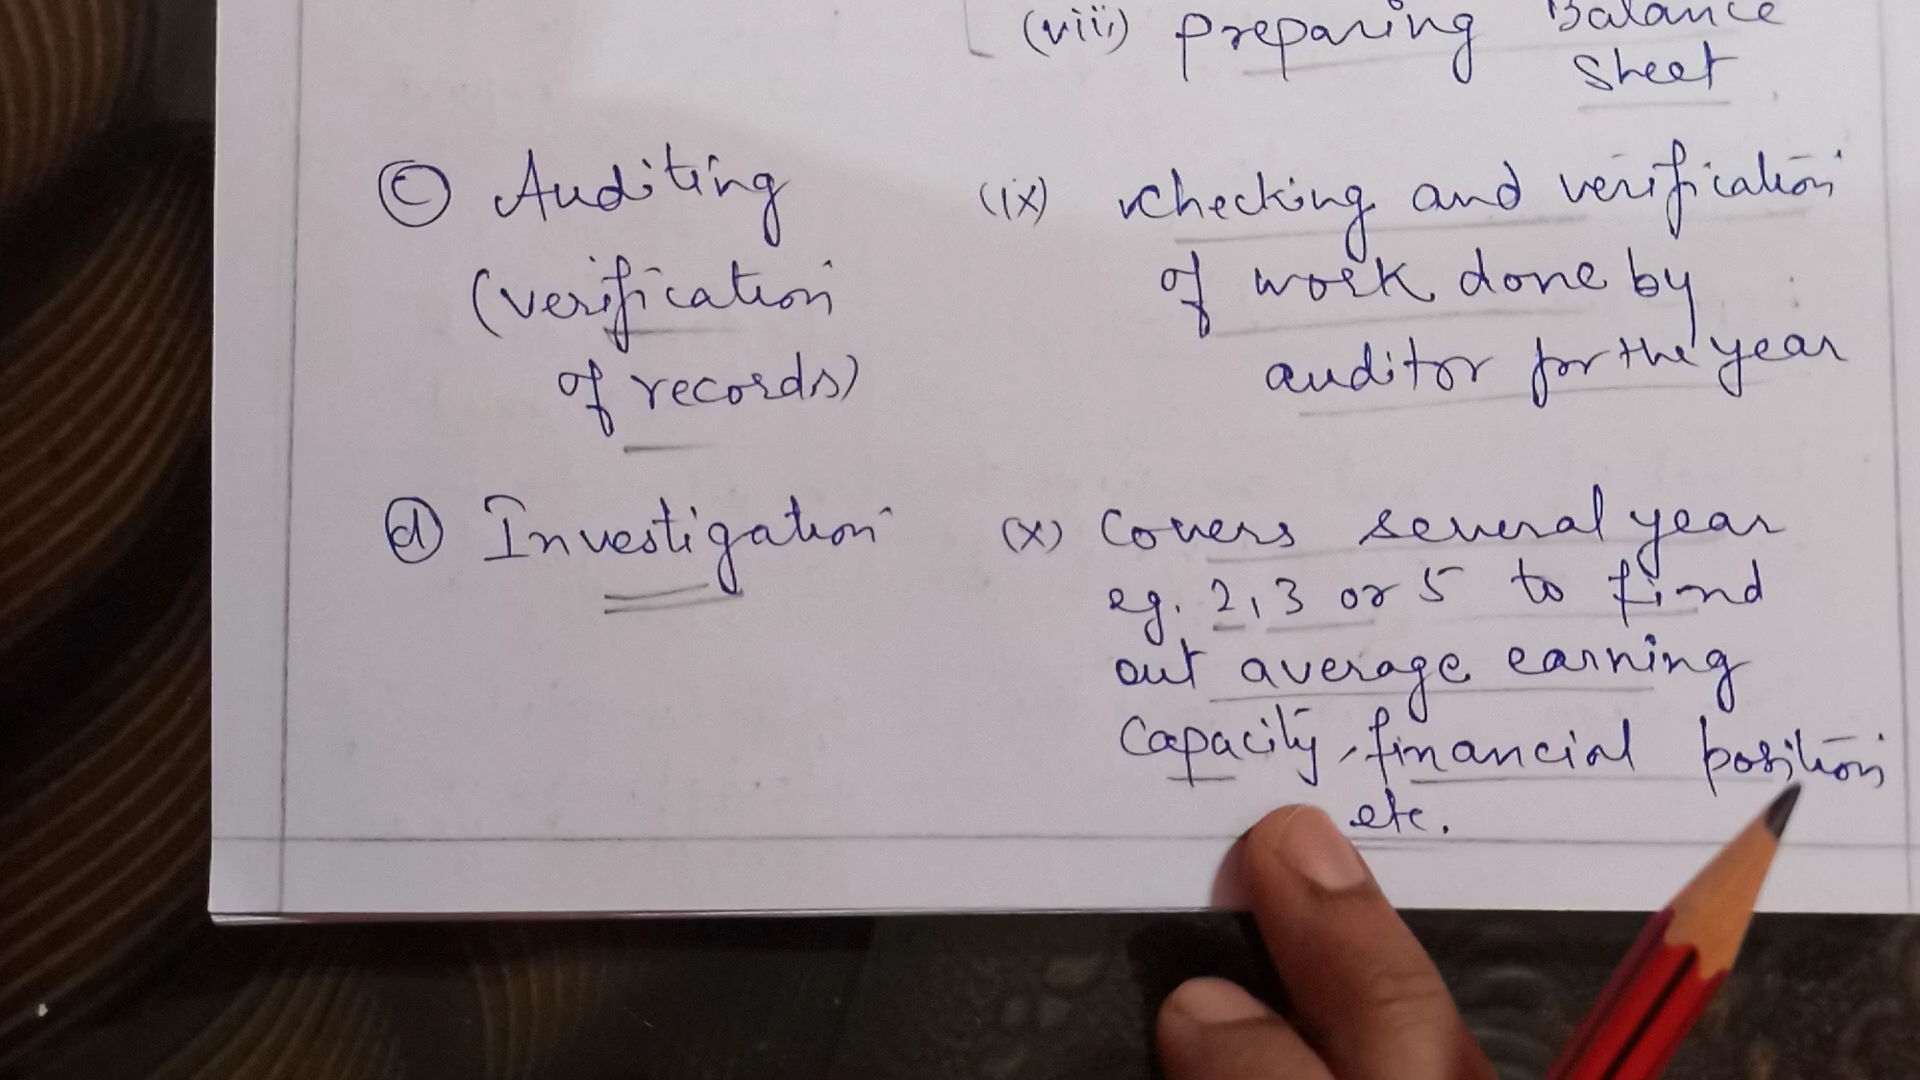 (viii) preparing Balance
Sheet
(c) Auditing
(verification
of records)
(ix) checking and verification
of work done by
auditor for the year
(d) Investigation
(x) Covers several year
eg. 2, 3 or 5 to find
out average earning
capacity, financial position
etc.